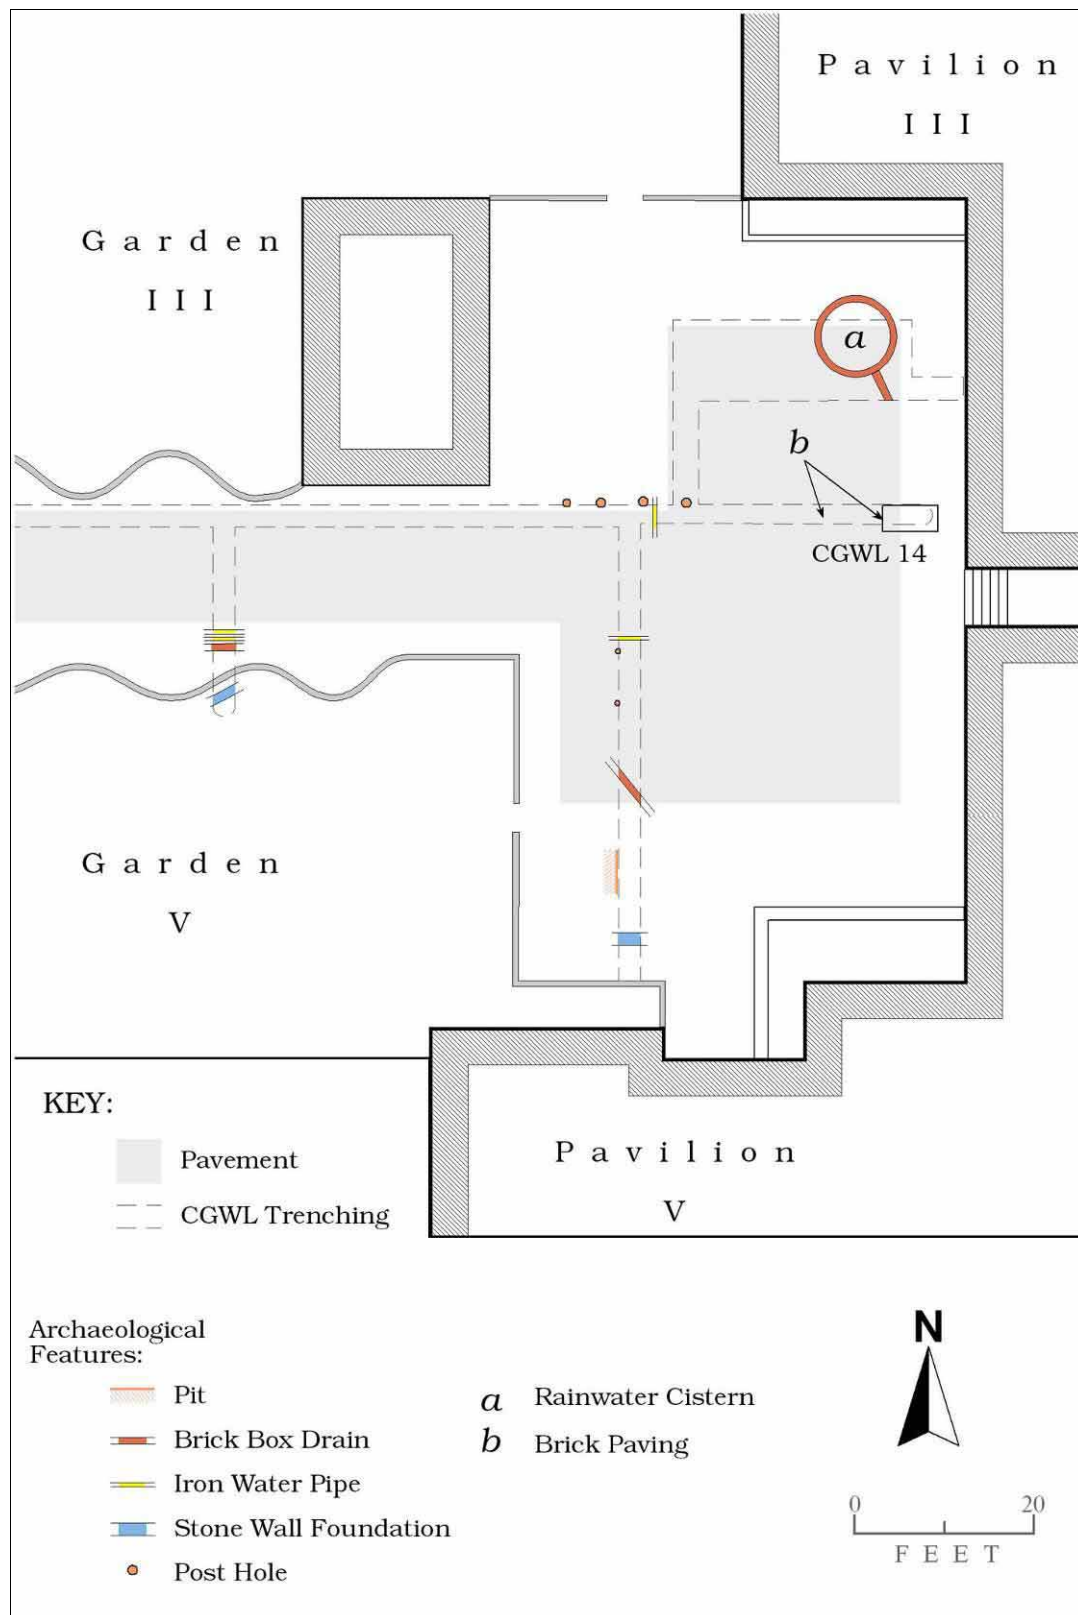 Pavilion
III
Garden
III
a
b
CGWL 14
Garden
V
KEY:
Pavement
CGWL Trenching
Pavilion
V
Archaeological
Features:
Pit
Brick Box Drain
Iron Water Pipe
Stone Wall Foundation
Post Hole
a Rainwater Cistern
b Brick Paving
N
0 20
FEET